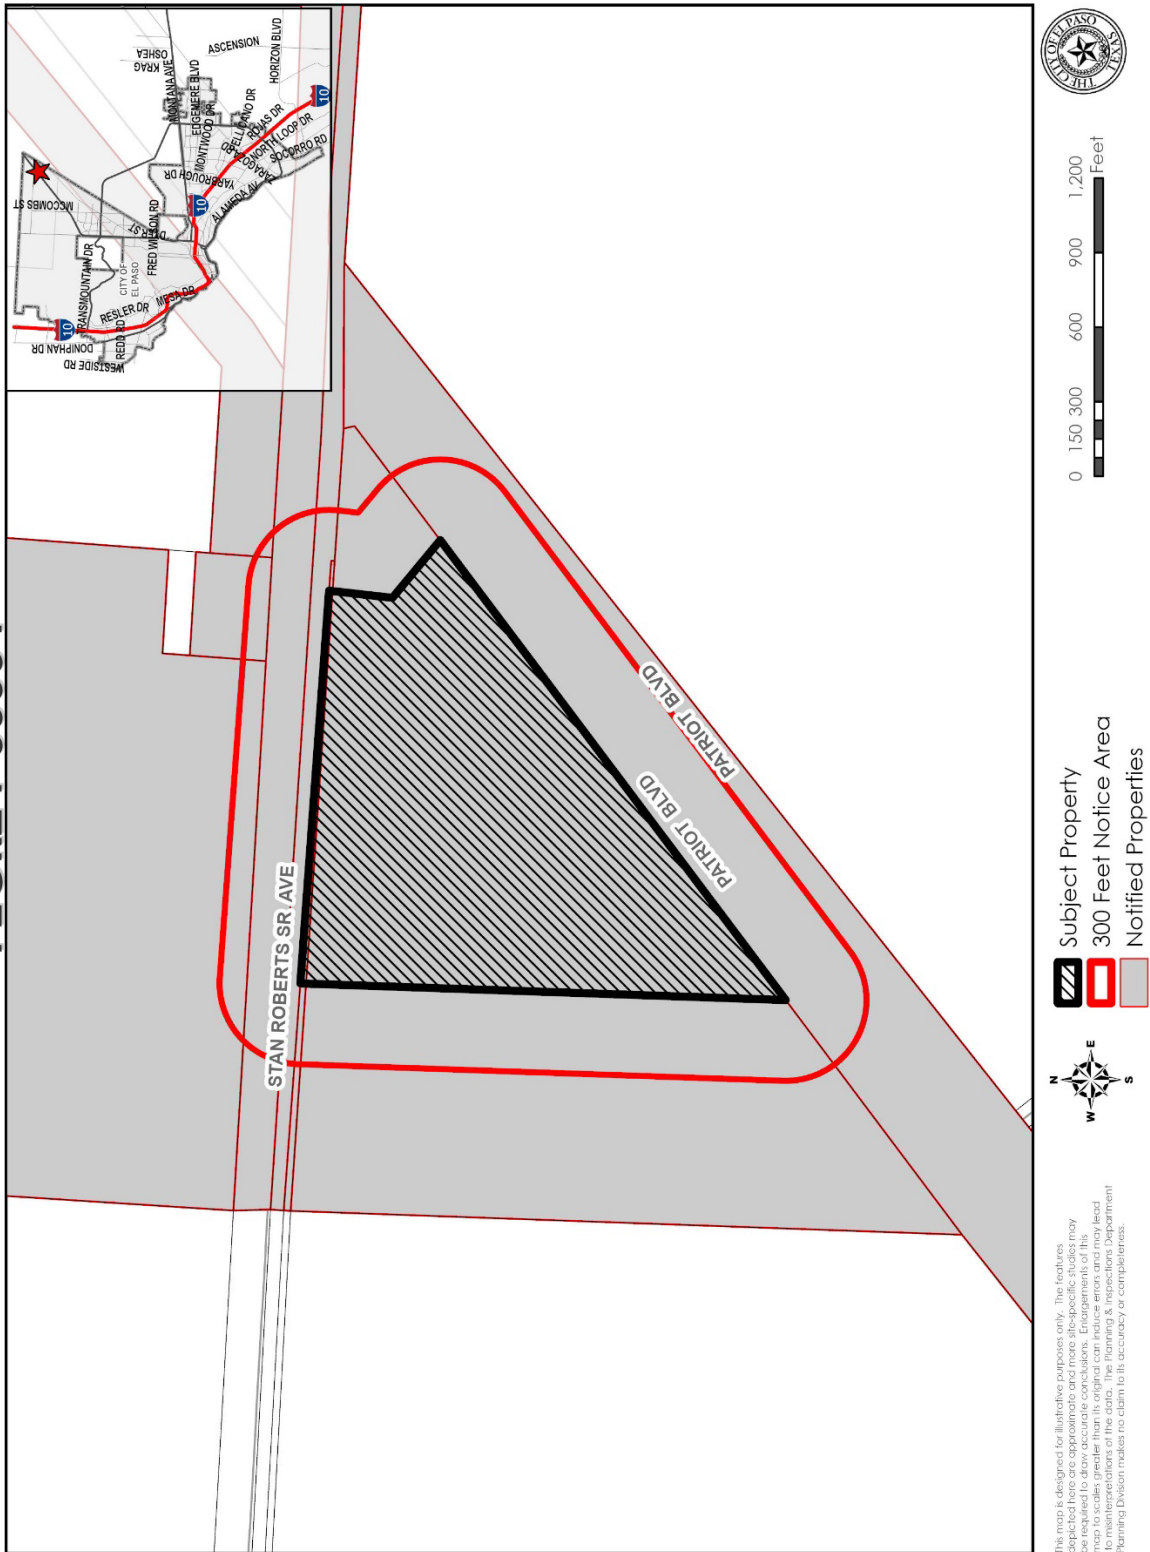 STAN ROBERTS SR. AVE
PATRIOT BLVD
PATRIOT BLVD
DONIPHAN DR
WESTSIDE RD
REDD RD
TRANSMOUNTAIN DR
RESLER DR
MESA DR
CITY OF
EL PASO
10
MCCOMBS ST
DYER ST
FRED WILSON RD
10
YARBROUGH DR
ALAMEDA AV
MONTANA AVE
EDGEMERE BLVD
MONTWOOD DR
PELLICANO DR
ROJAS DR
NORTH LOOP DR
SOCORRO RD
KRAG
OSHEA
ASCENSION
HORIZON BLVD
10
This map is designed for illustrative purposes only. The features
depicted here are approximate and more site-specific studies may
be required to draw accurate conclusions. Enlargements of this
map to scales greater than its original can induce errors and may lead
to misinterpretations of the data. The Planning & Inspections Department
Planning Division makes no claim to its accuracy or completeness.
N
W E
S
Subject Property
300 Feet Notice Area
Notified Properties
0 150 300 600 900 1,200
Feet
THE CITY OF EL PASO
TEXAS